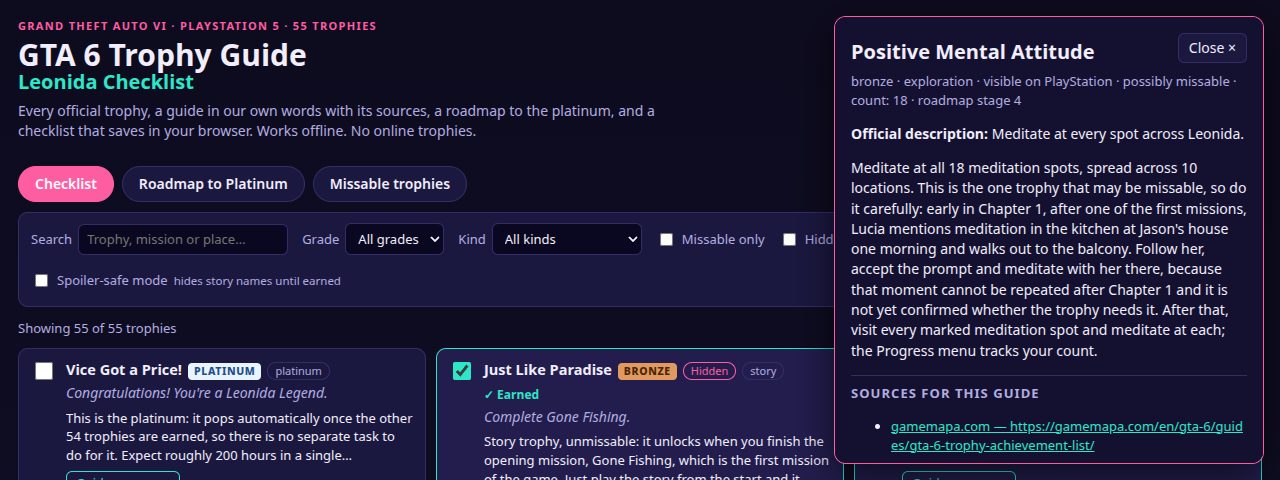 GRAND THEFT AUTO VI · PLAYSTATION 5 · 55 TROPHIES
GTA 6 Trophy Guide
Leonida Checklist
Every official trophy, a guide in our own words with its sources, a roadmap to the platinum, and a
checklist that saves in your browser. Works offline. No online trophies.
Checklist
Roadmap to Platinum
Missable trophies
Search
Trophy, mission or place...
Grade
All grades
Kind
All kinds
Missable only
Hidd
Spoiler-safe mode hides story names until earned
Showing 55 of 55 trophies
Vice Got a Prize! PLATINUM platinum
Congratulations! You're a Leonida Legend.
This is the platinum: it pops automatically once the other
54 trophies are earned, so there is no separate task to
do for it. Expect roughly 200 hours in a single...
Just Like Paradise BRONZE Hidden story
✓ Earned
Complete Gone Fishing.
Story trophy, unmissable: it unlocks when you finish the
opening mission, Gone Fishing, which is the first mission
of the game. Just play the story from the start and it
Positive Mental Attitude
Close ×
bronze · exploration · visible on PlayStation · possibly missable ·
count: 18 · roadmap stage 4
Official description: Meditate at every spot across Leonida.
Meditate at all 18 meditation spots, spread across 10
locations. This is the one trophy that may be missable, so do
it carefully: early in Chapter 1, after one of the first missions,
Lucia mentions meditation in the kitchen at Jason's house
one morning and walks out to the balcony. Follow her,
accept the prompt and meditate with her there, because
that moment cannot be repeated after Chapter 1 and it is
not yet confirmed whether the trophy needs it. After that,
visit every marked meditation spot and meditate at each;
the Progress menu tracks your count.
SOURCES FOR THIS GUIDE
• gamemapa.com — https://gamemapa.com/en/gta-6/guid
es/gta-6-trophy-achievement-list/